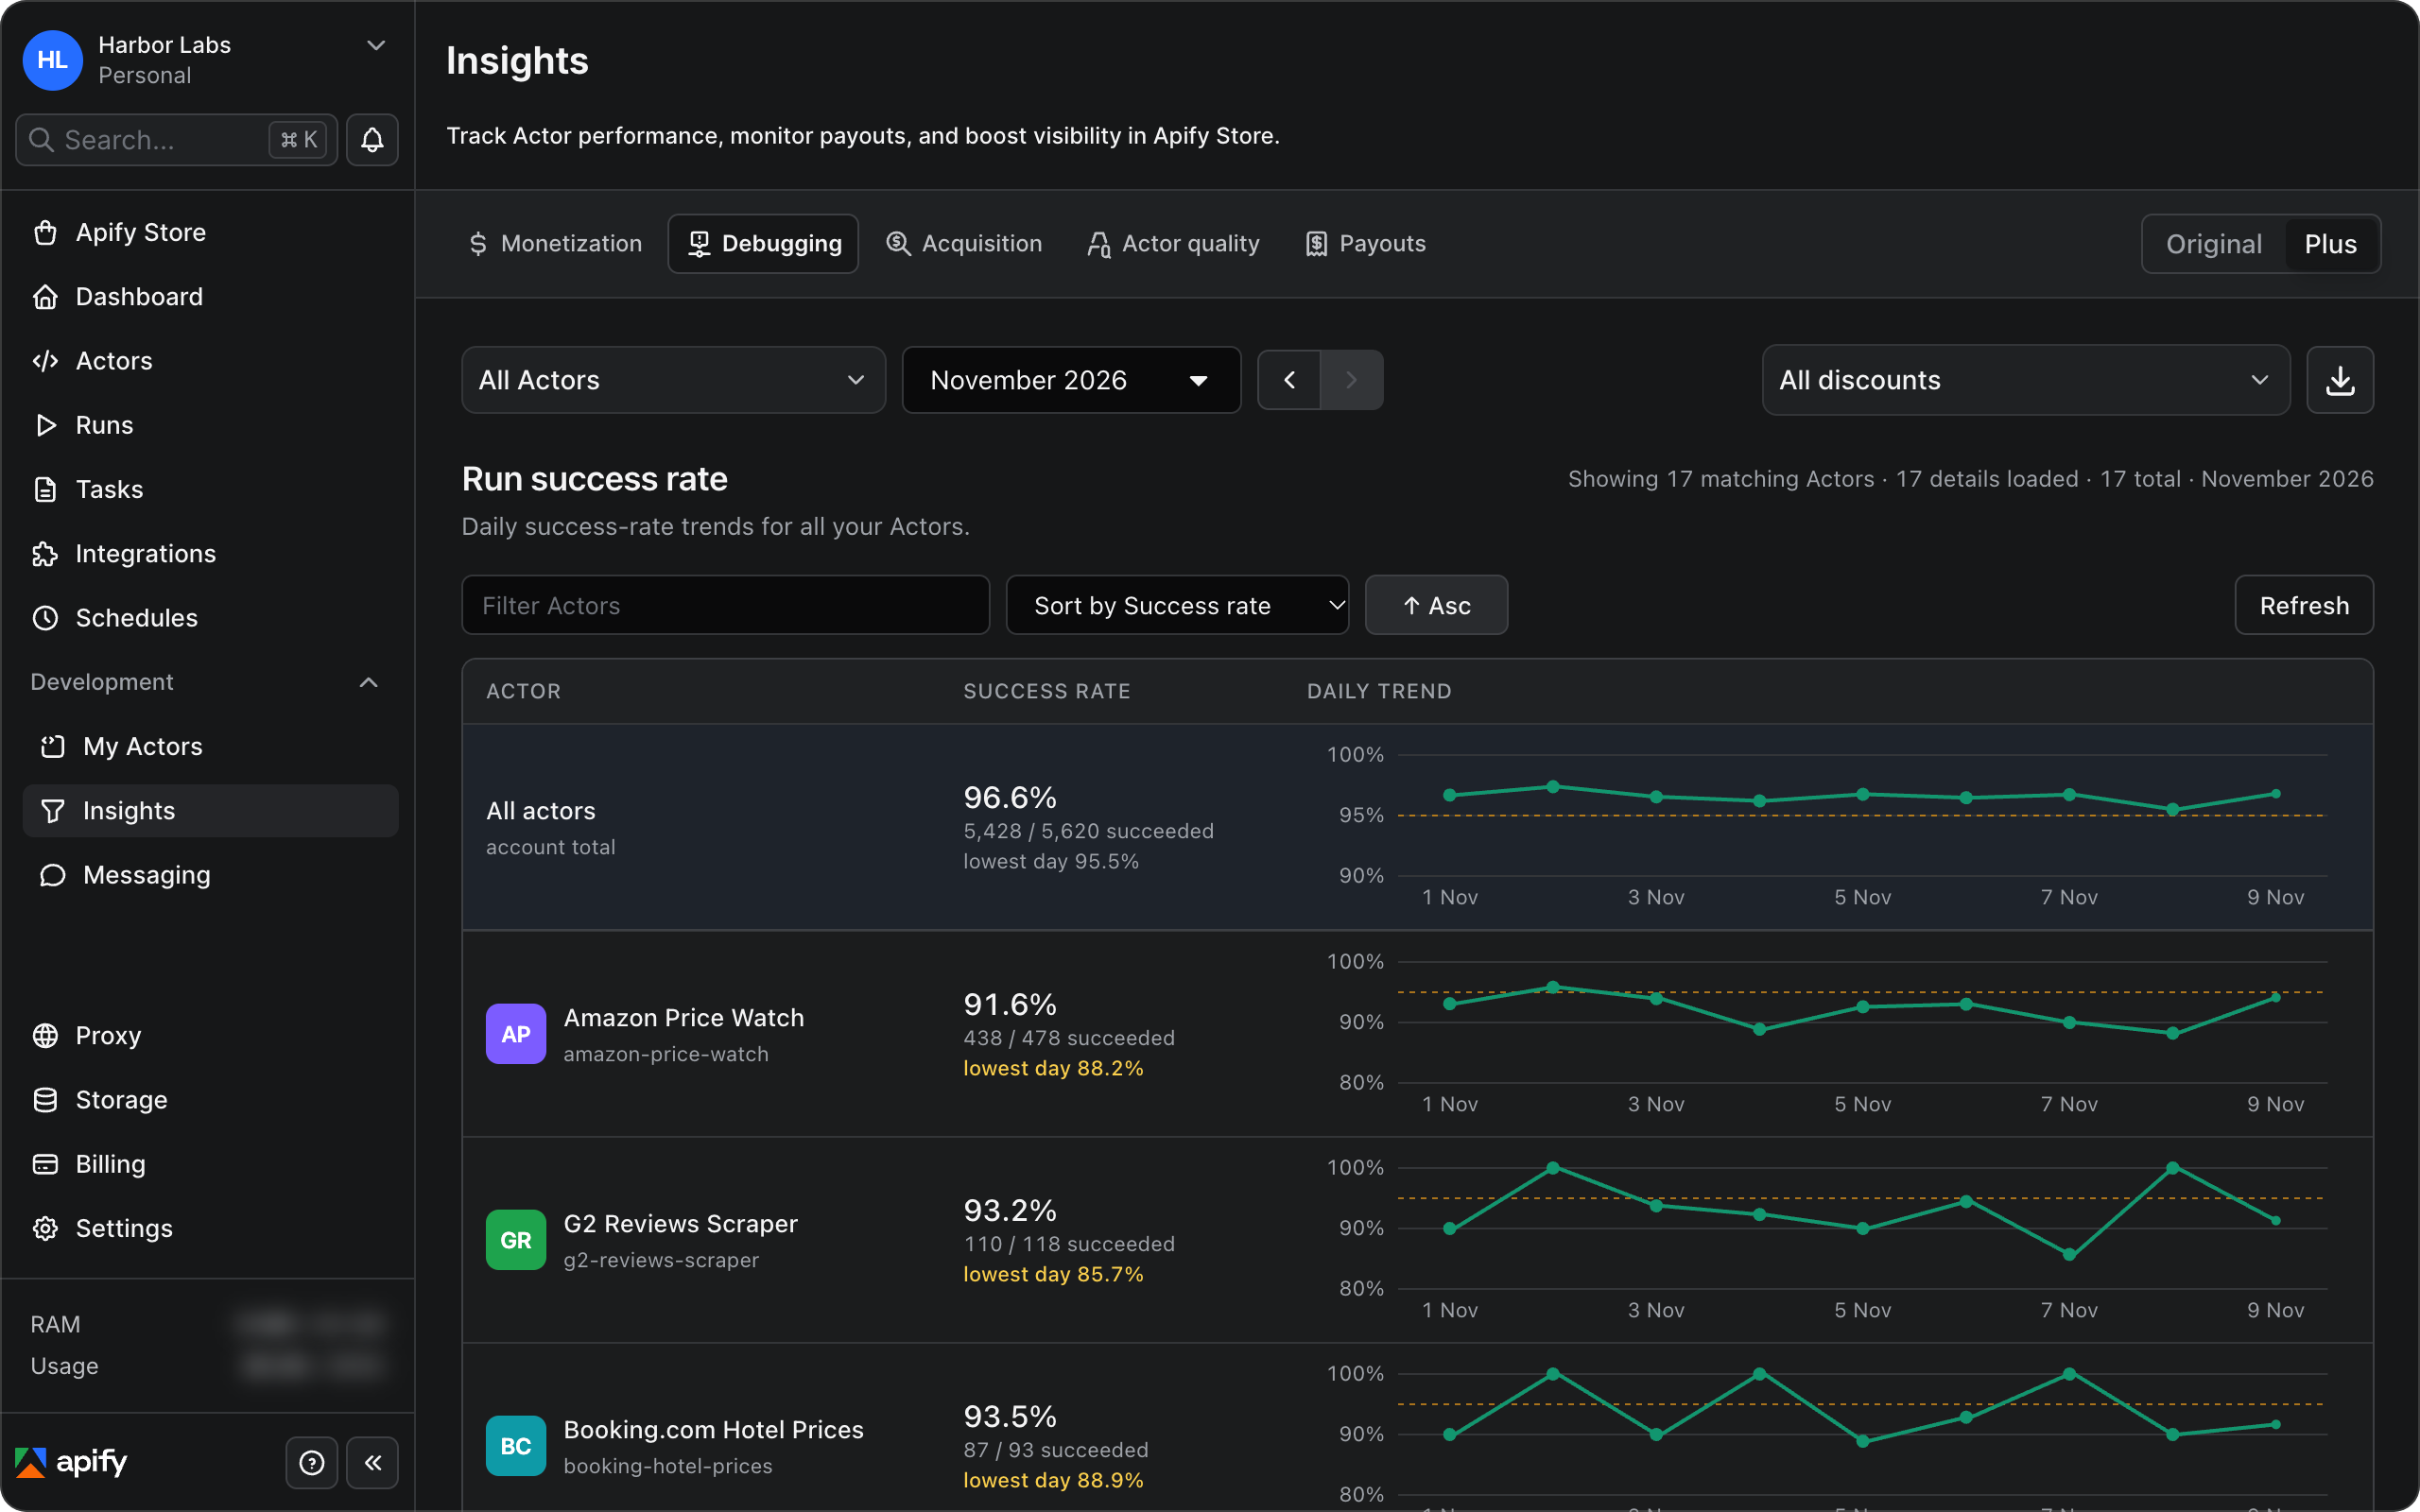 HL
Harbor Labs
Personal
Search...
⌘ K
Apify Store
Dashboard
Actors
Runs
Tasks
Integrations
Schedules
Development
My Actors
Insights
Messaging
Proxy
Storage
Billing
Settings
RAM
Usage
apify
Insights
Track Actor performance, monitor payouts, and boost visibility in Apify Store.
Monetization
Debugging
Acquisition
Actor quality
Payouts
Original
Plus
All Actors
November 2026
All discounts
Run success rate
Showing 17 matching Actors · 17 details loaded · 17 total · November 2026
Daily success-rate trends for all your Actors.
Filter Actors
Sort by Success rate
↑ Asc
Refresh
ACTOR
SUCCESS RATE
DAILY TREND
All actors
account total
96.6%
5,428 / 5,620 succeeded
lowest day 95.5%
100%
95%
90%
1 Nov
3 Nov
5 Nov
7 Nov
9 Nov
AP
Amazon Price Watch
amazon-price-watch
91.6%
438 / 478 succeeded
lowest day 88.2%
100%
90%
80%
1 Nov
3 Nov
5 Nov
7 Nov
9 Nov
GR
G2 Reviews Scraper
g2-reviews-scraper
93.2%
110 / 118 succeeded
lowest day 85.7%
100%
90%
80%
1 Nov
3 Nov
5 Nov
7 Nov
9 Nov
BC
Booking.com Hotel Prices
booking-hotel-prices
93.5%
87 / 93 succeeded
lowest day 88.9%
100%
90%
80%